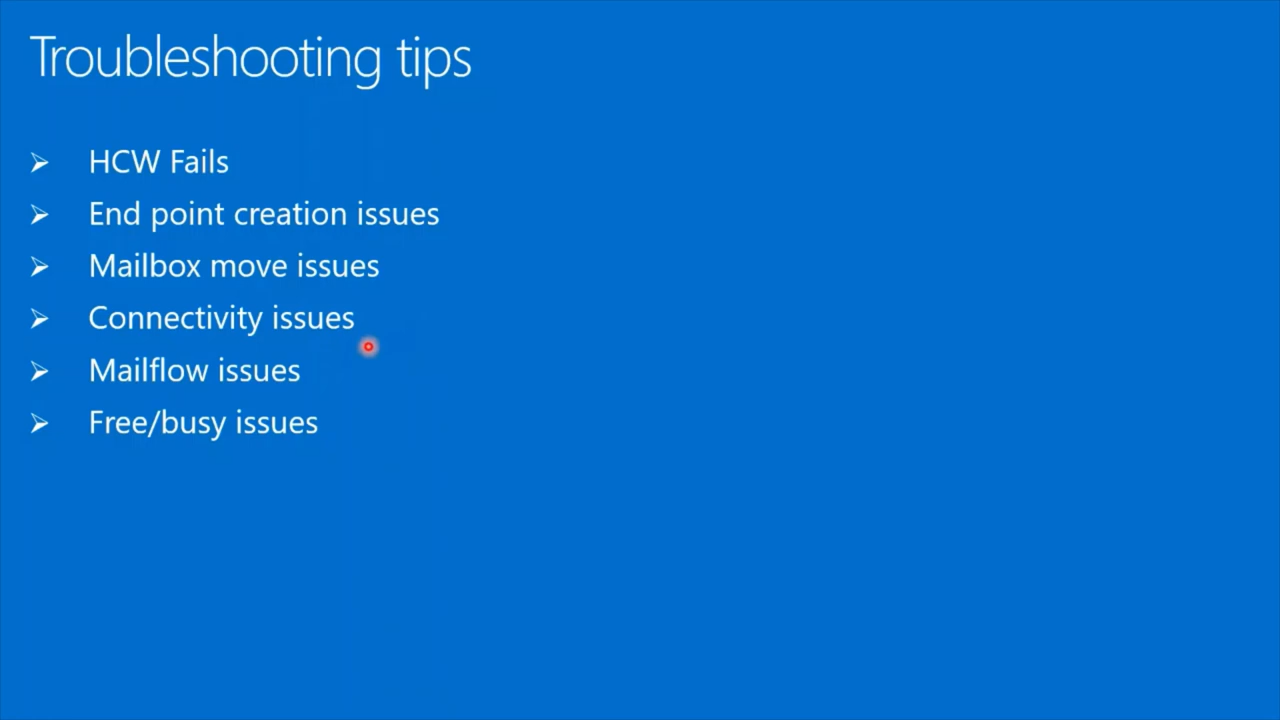 Troubleshooting tips
HCW Fails
End point creation issues
Mailbox move issues
Connectivity issues
Mailflow issues
Free/busy issues